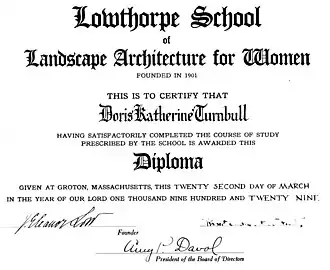 Lowthorpe School
of
Landscape Architecture for Women
FOUNDED IN 1901
THIS IS TO CERTIFY THAT
Doris Katherine Turnbull
HAVING SATISFACTORILY COMPLETED THE COURSE OF STUDY
PRESCRIBED BY THE SCHOOL IS AWARDED THIS
Diploma
GIVEN AT GROTON, MASSACHUSETTS, THIS TWENTY SECOND DAY OF MARCH
IN THE YEAR OF OUR LORD ONE THOUSAND NINE HUNDRED AND TWENTY NINE
Founder
Amy P. Davol
President of the Board of Directors